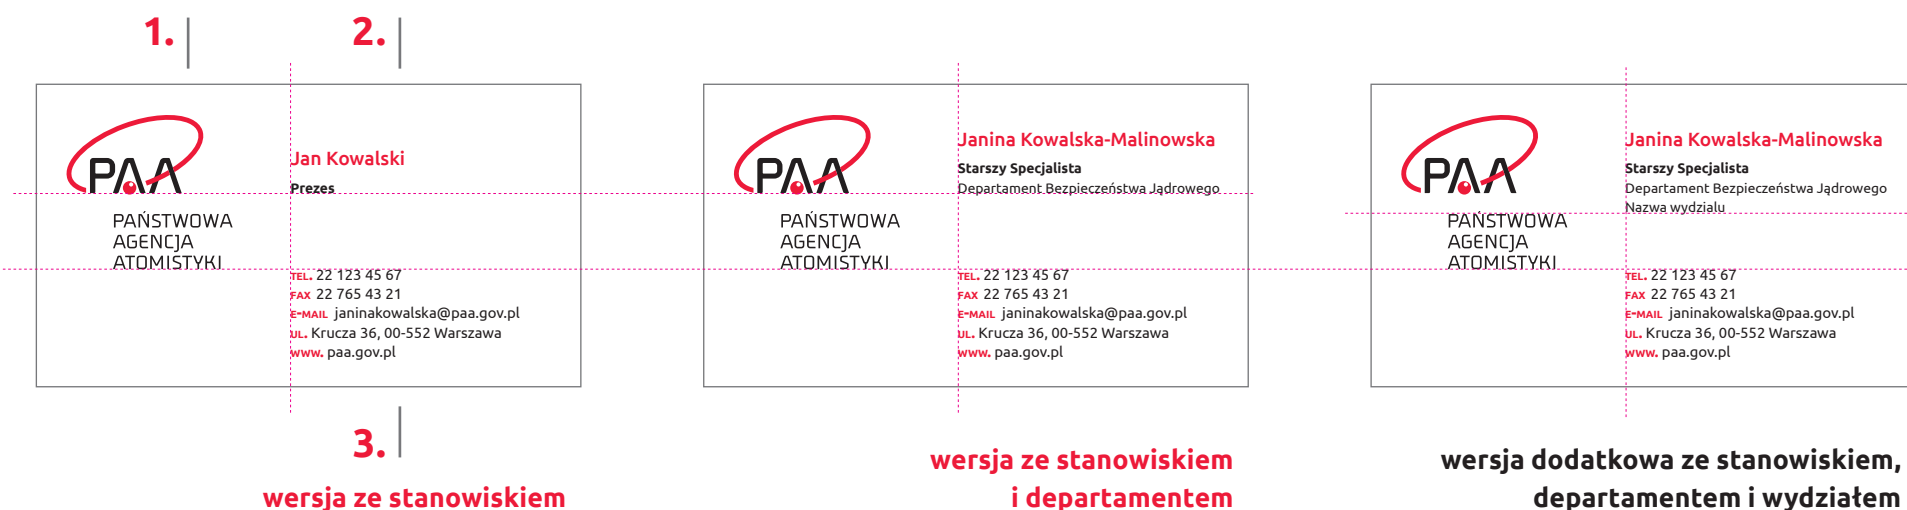 1.
2.
PAA
PAŃSTWOWA
AGENCJA
ATOMISTYKI
Jan Kowalski
Prezes
TEL. 22 123 45 67
FAX 22 765 43 21
E-MAIL janinakowalska@paa.gov.pl
UL. Krucza 36, 00-552 Warszawa
www. paa.gov.pl
3.
wersja ze stanowiskiem
PAA
PAŃSTWOWA
AGENCJA
ATOMISTYKI
Janina Kowalska-Malinowska
Starszy Specjalista
Departament Bezpieczeństwa Jądrowego
TEL. 22 123 45 67
FAX 22 765 43 21
E-MAIL janinakowalska@paa.gov.pl
UL. Krucza 36, 00-552 Warszawa
www. paa.gov.pl
wersja ze stanowiskiem
i departamentem
PAA
PAŃSTWOWA
AGENCJA
ATOMISTYKI
Janina Kowalska-Malinowska
Starszy Specjalista
Departament Bezpieczeństwa Jądrowego
Nazwa wydzialu
TEL. 22 123 45 67
FAX 22 765 43 21
E-MAIL janinakowalska@paa.gov.pl
UL. Krucza 36, 00-552 Warszawa
www. paa.gov.pl
wersja dodatkowa ze stanowiskiem,
departamentem i wydziałem